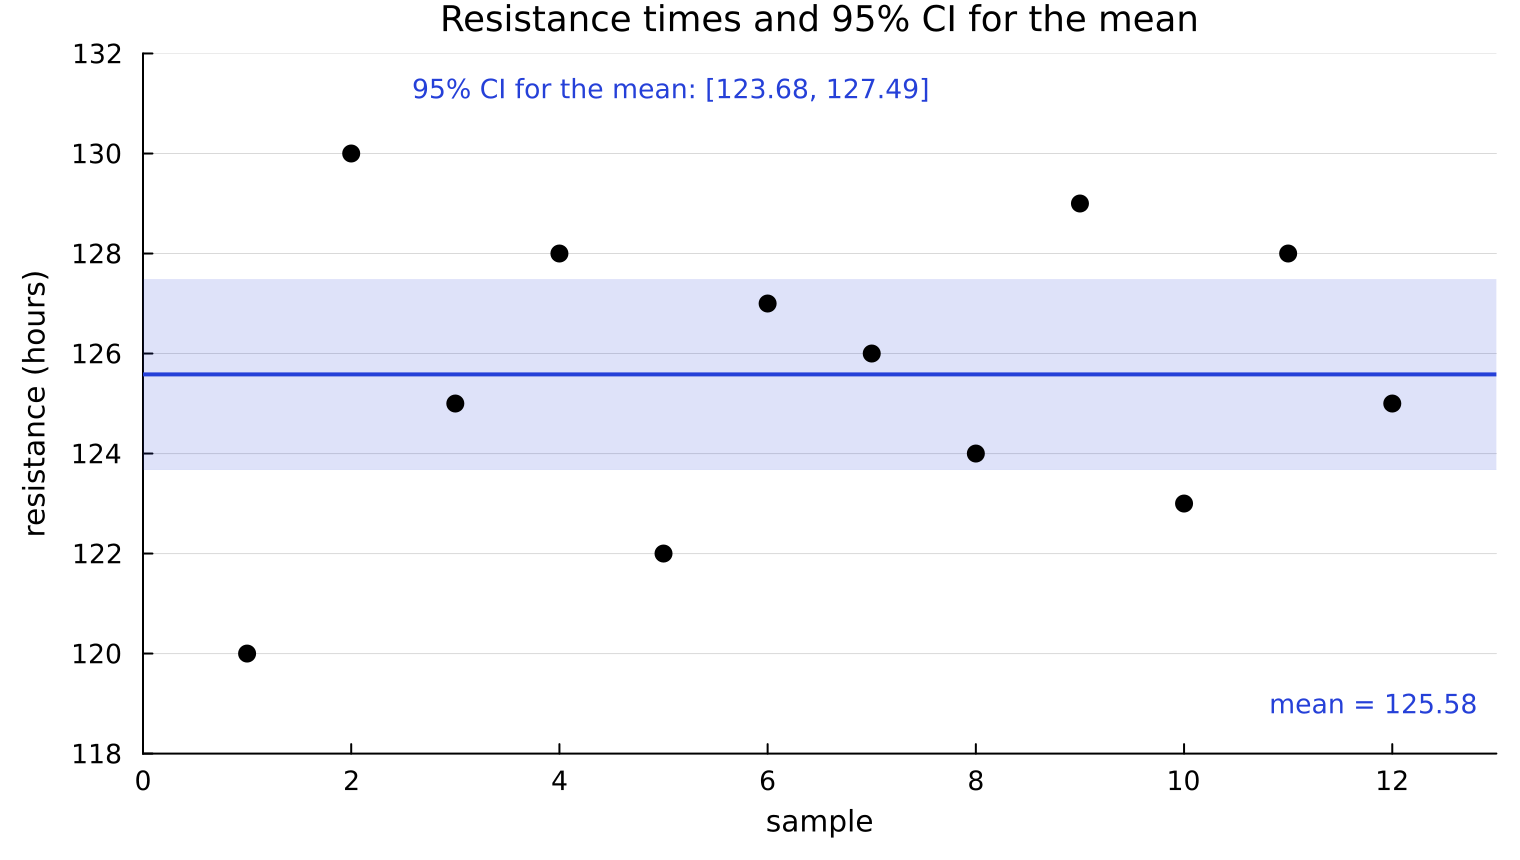 Resistance times and 95% CI for the mean
132
95% CI for the mean: [123.68, 127.49]
130
128
126
124
122
120
118
resistance (hours)
mean = 125.58
0 2 4 6 8 10 12
sample